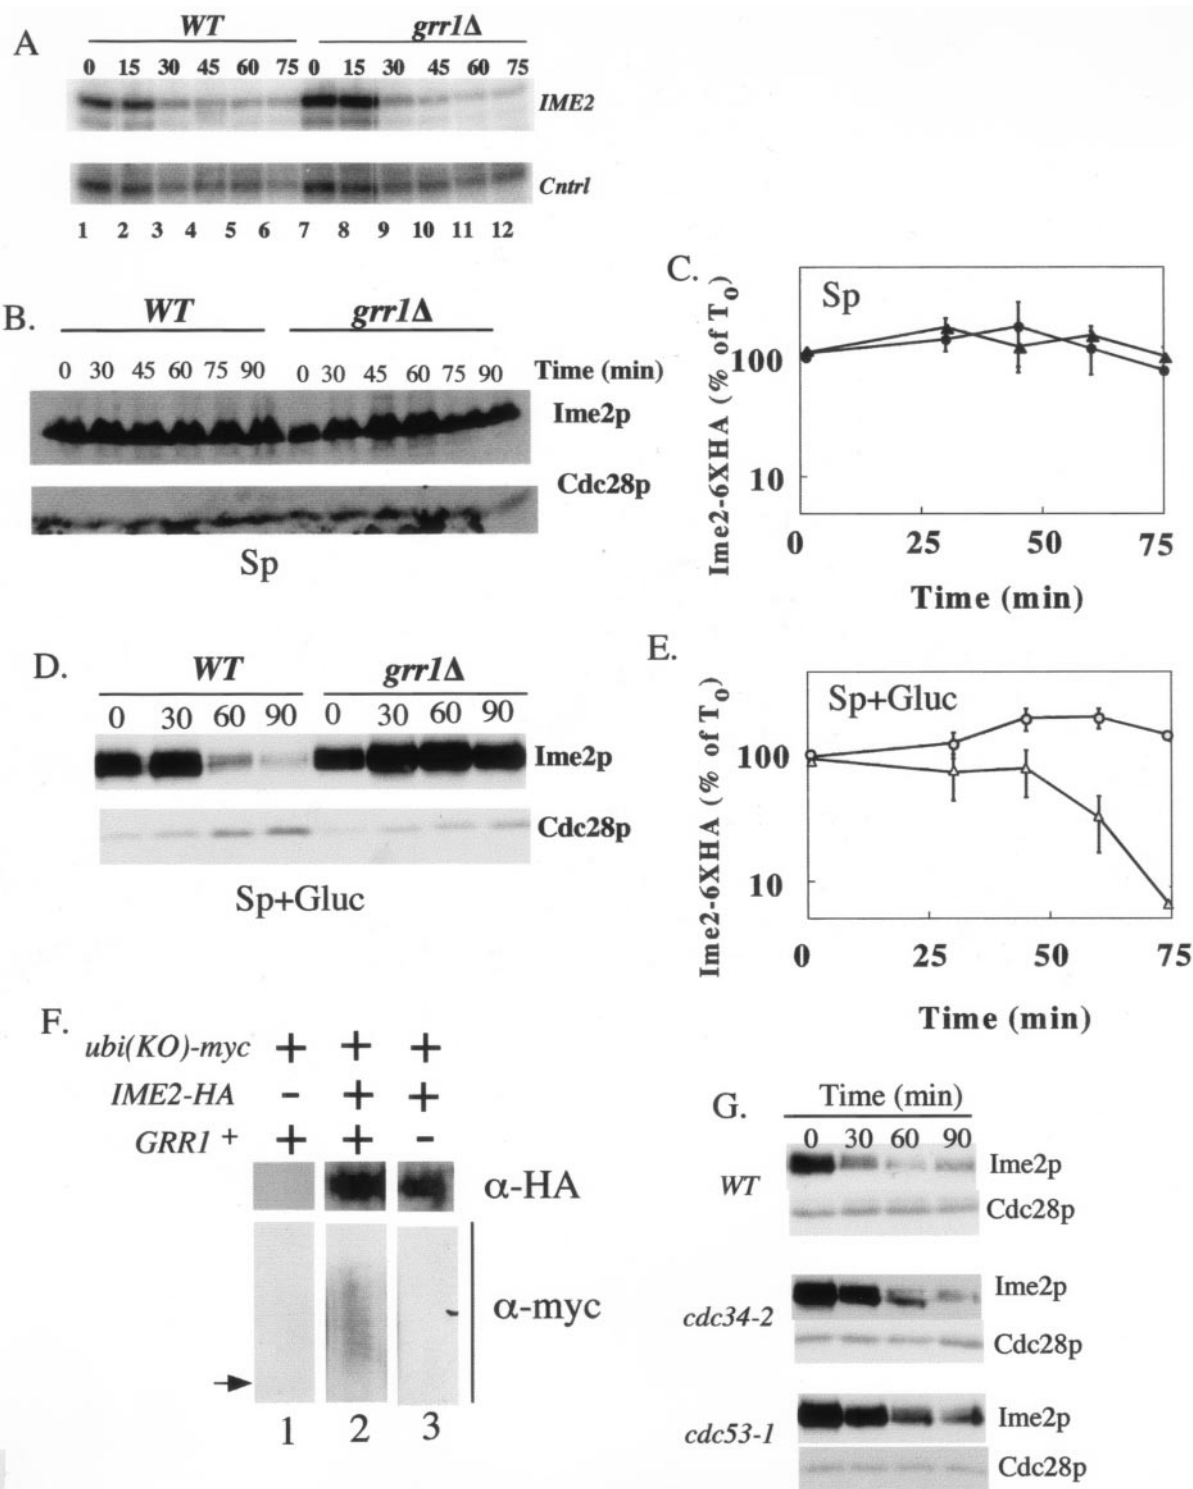 A
WT grr1Δ
0 15 30 45 60 75 0 15 30 45 60 75
IME2
Cntrl
1 2 3 4 5 6 7 8 9 10 11 12
B.
WT grr1Δ
0 30 45 60 75 90 0 30 45 60 75 90 Time (min)
Ime2p
Cdc28p
Sp
C.
Sp
Ime2-6XHA (% of T0)
100
10
0 25 50 75
Time (min)
D.
WT grr1Δ
0 30 60 90 0 30 60 90
Ime2p
Cdc28p
Sp+Gluc
E.
Sp+Gluc
Ime2-6XHA (% of T0)
100
10
0 25 50 75
Time (min)
F.
ubi(KO)-myc + + +
IME2-HA - + +
GRR1 + + + -
α-HA
α-myc
1 2 3
G.
Time (min)
0 30 60 90
WT
Ime2p
Cdc28p
cdc34-2
Ime2p
Cdc28p
cdc53-1
Ime2p
Cdc28p